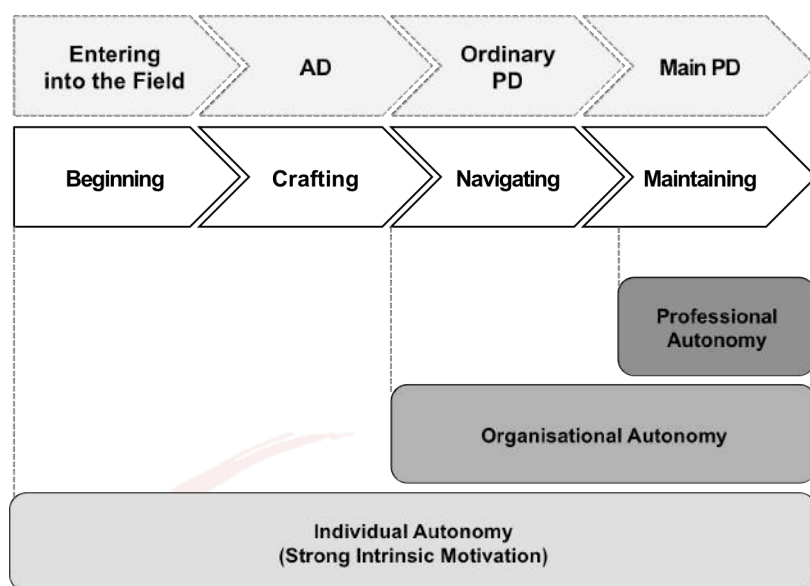 Entering
into the Field
AD
Ordinary
PD
Main PD
Beginning
Crafting
Navigating
Maintaining
Professional
Autonomy
Organisational Autonomy
Individual Autonomy
(Strong Intrinsic Motivation)